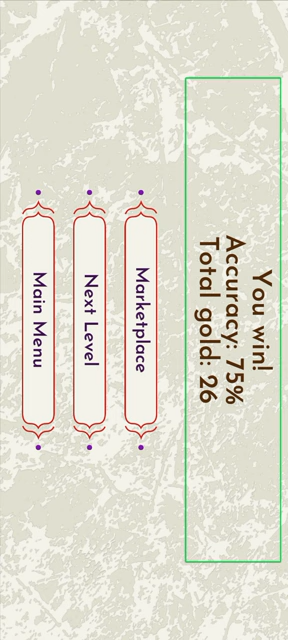 You win!
Accuracy: 75%
Total gold: 26
Marketplace
Next Level
Main Menu